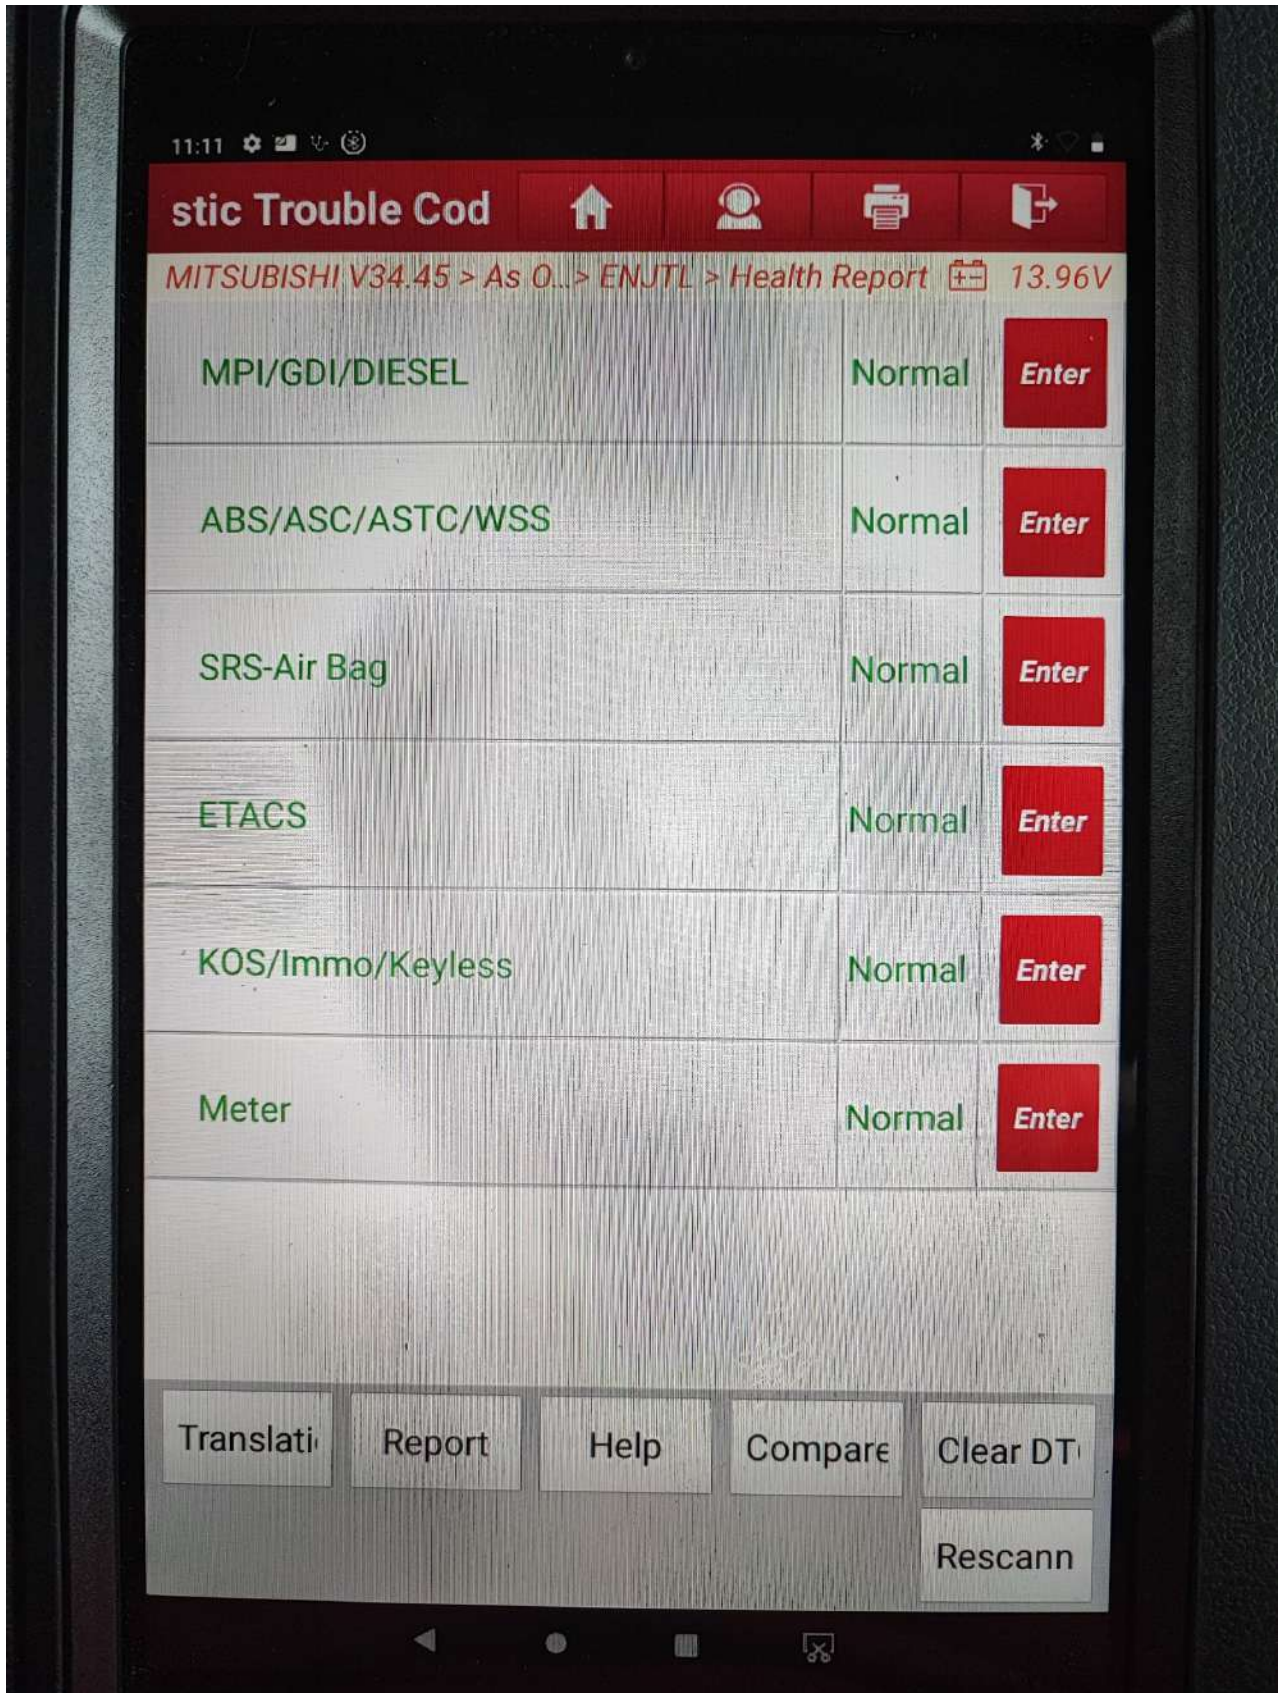 11:11
stic Trouble Cod
MITSUBISHI V34.45 > As O...> ENJTL > Health Report 13.96V
MPI/GDI/DIESEL Normal Enter
ABS/ASC/ASTC/WSS Normal Enter
SRS-Air Bag Normal Enter
ETACS Normal Enter
KOS/Immo/Keyless Normal Enter
Meter Normal Enter
Translati Report Help Compare Clear DT
Rescann